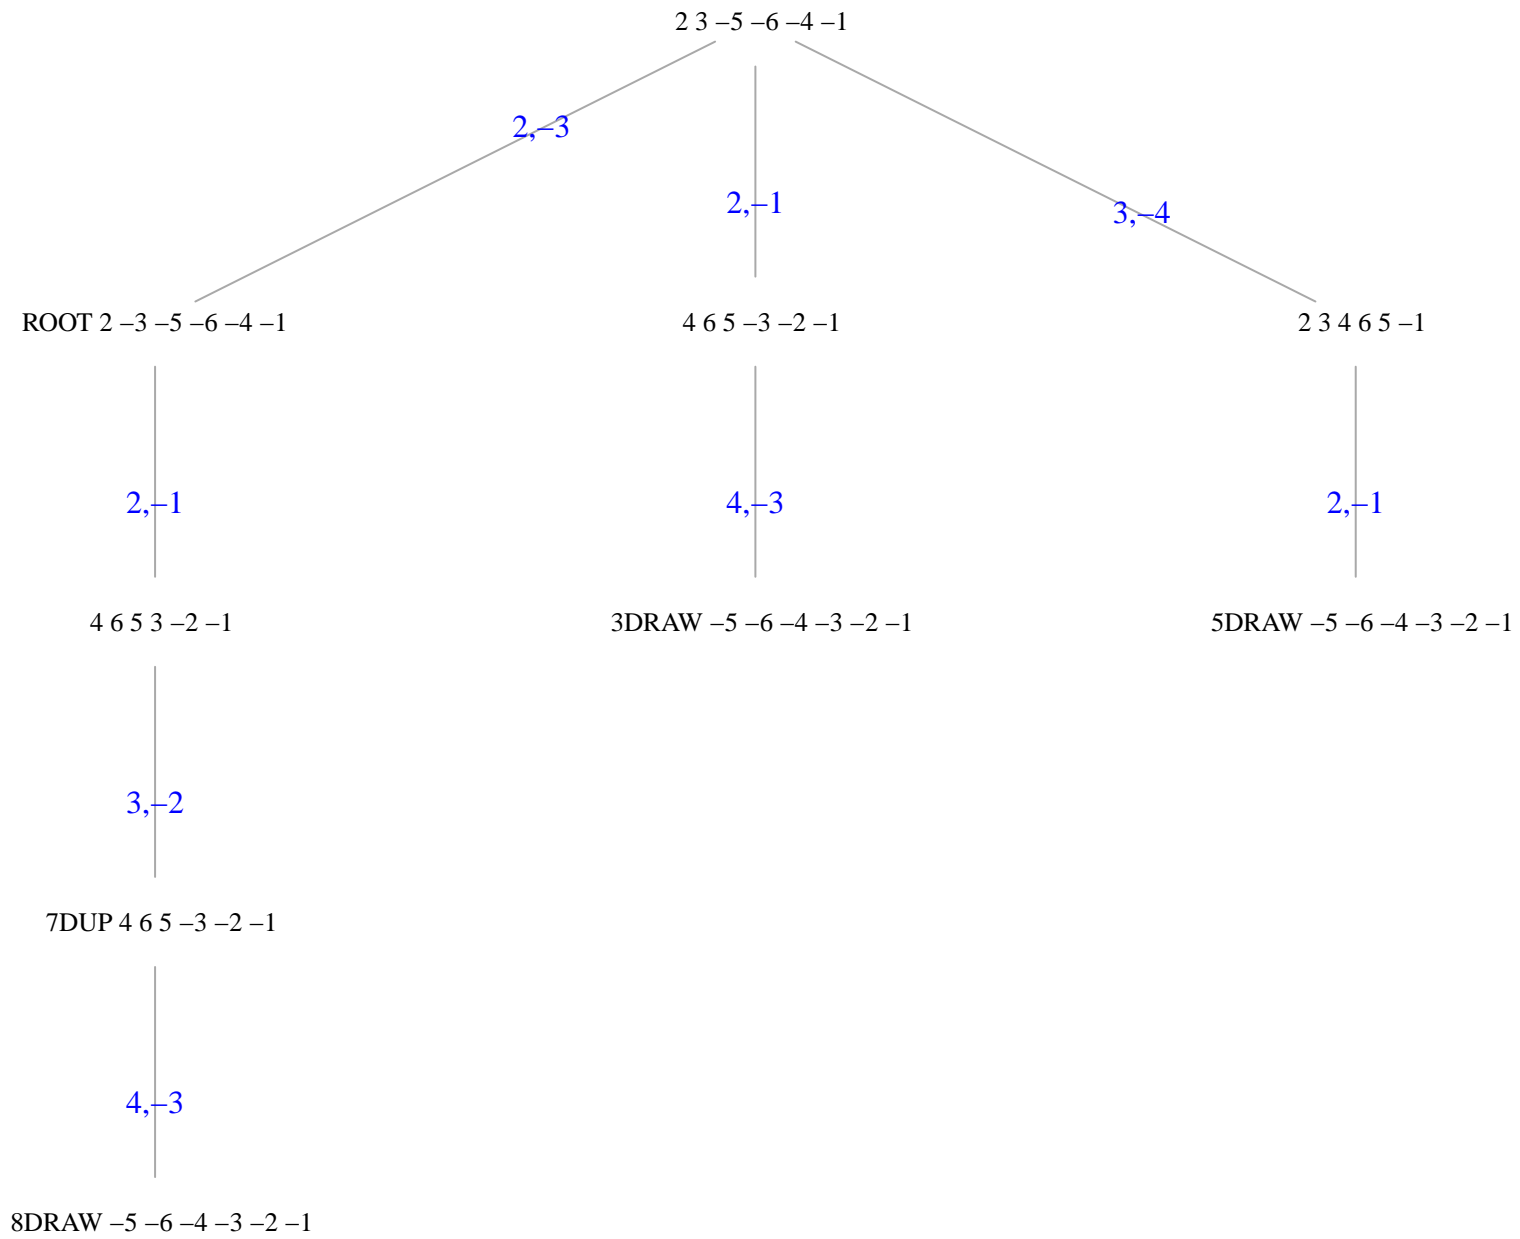 2 3 –5 –6 –4 –1
2,–3
2,–1
3,–4
ROOT 2 –3 –5 –6 –4 –1
4 6 5 –3 –2 –1
2 3 4 6 5 –1
2,–1
4,–3
2,–1
4 6 5 3 –2 –1
3DRAW –5 –6 –4 –3 –2 –1
5DRAW –5 –6 –4 –3 –2 –1
3,–2
7DUP 4 6 5 –3 –2 –1
4,–3
8DRAW –5 –6 –4 –3 –2 –1